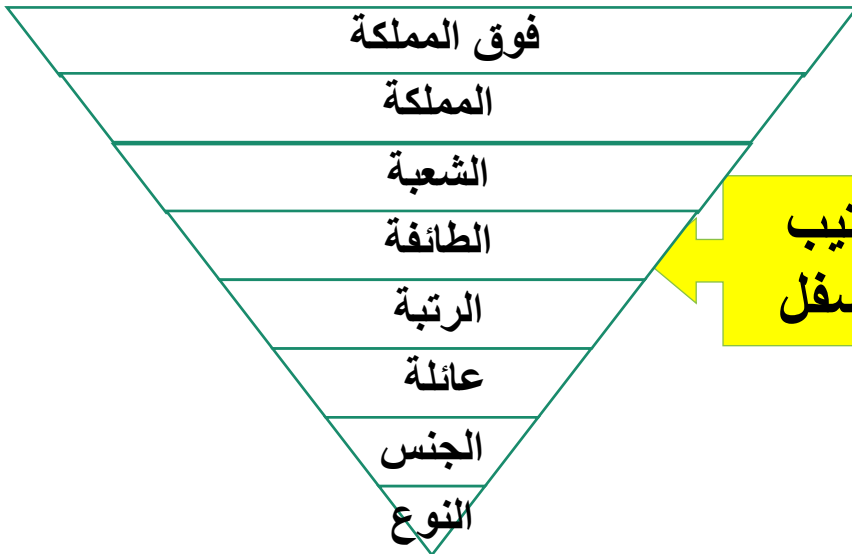 فوق المملكة
المملكة
الشعبة
الطائفة
الرتبة
عائلة
الجنس
النوع